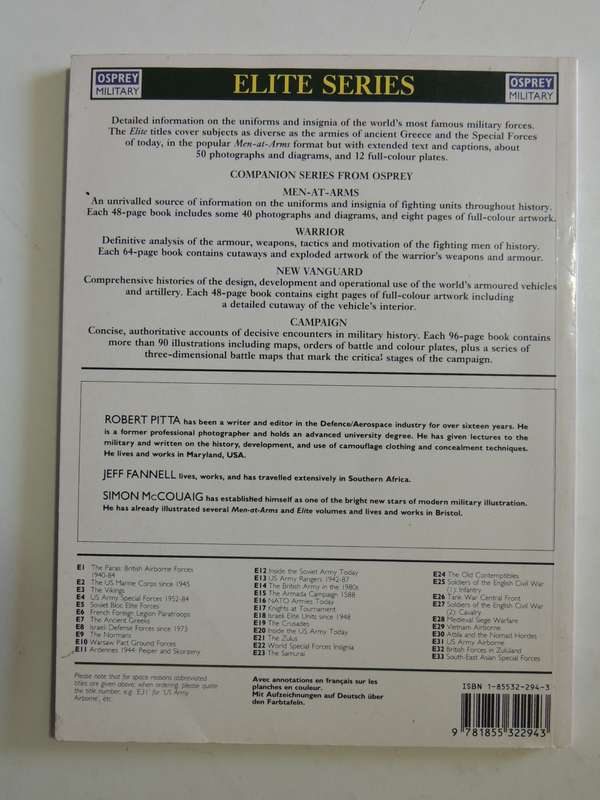 OSPREY
MILITARY
ELITE SERIES
OSPREY
MILITARY
Detailed information on the uniforms and insignia of the world's most famous military forces.
The Elite titles cover subjects as diverse as the armies of ancient Greece and the Special Forces
of today, in the popular Men-at-Arms format but with extended text and captions, about
50 photographs and diagrams, and 12 full-colour plates.
COMPANION SERIES FROM OSPREY
MEN-AT-ARMS
An unrivalled source of information on the uniforms and insignia of fighting units throughout history.
Each 48-page book includes some 40 photographs and diagrams, and eight pages of full-colour artwork.
WARRIOR
Definitive analysis of the armour, weapons, tactics and motivation of the fighting men of history.
Each 64-page book contains cutaways and exploded artwork of the warrior's weapons and armour.
NEW VANGUARD
Comprehensive histories of the design, development and operational use of the world's armoured vehicles
and artillery. Each 48-page book contains eight pages of full-colour artwork including
a detailed cutaway of the vehicle's interior.
CAMPAIGN
Concise, authoritative accounts of decisive encounters in military history. Each 96-page book contains
more than 90 illustrations including maps, orders of battle and colour plates, plus a series of
three-dimensional battle maps that mark the critical stages of the campaign.
ROBERT PITTA has been a writer and editor in the Defence/Aerospace industry for over sixteen years. He
is a former professional photographer and holds an advanced university degree. He has given lectures to the
military and written on the history, development, and use of camouflage clothing and concealment techniques.
He lives and works in Maryland, USA.
JEFF FANNELL lives, works, and has travelled extensively in Southern Africa.
SIMON McCOUAIG has established himself as one of the bright new stars of modern military illustration.
He has already illustrated several Men-at-Arms and Elite volumes and lives and works in Bristol.
E1 The Paras: British Airborne Forces
1940-84
E2 The US Marine Corps since 1945
E3 The Vikings
E4 US Army Special Forces 1952-84
E5 Soviet Bloc Elite Forces
E6 French Foreign Legion Paratroops
E7 The Ancient Greeks
E8 Israeli Defense Forces since 1973
E9 The Normans
E10 Warsaw Pact Ground Forces
E11 Ardennes 1944: Peiper and Skorzeny
E12 Inside the Soviet Army Today
E13 US Army Rangers 1942-87
E14 The British Army in the 1980s
E15 The Armada Campaign 1588
E16 NATO Armies Today
E17 Knights at Tournament
E18 Israeli Elite Units since 1948
E19 The Crusades
E20 Inside the US Army Today
E21 The Zulus
E22 World Special Forces Insignia
E23 The Samurai
E24 The Old Contemptibles
E25 Soldiers of the English Civil War
(1): Infantry
E26 Tank War Central Front
E27 Soldiers of the English Civil War
(2): Cavalry
E28 Medieval Siege Warfare
E29 Vietnam Airborne
E30 Attila and the Nomad Hordes
E31 US Army Airborne
E32 British Forces in Zululand
E33 South-East Asian Special Forces
Please note that for space reasons abbreviated
titles are given above; when ordering, please quote
the title number, e.g. 'E31' for 'US Army
Airborne', etc.
Avec annotations en français sur les
planches en couleur.
Mit Aufzeichnungen auf Deutsch über
den Farbtafeln.
ISBN 1-85532-294-3
9 781855 322943